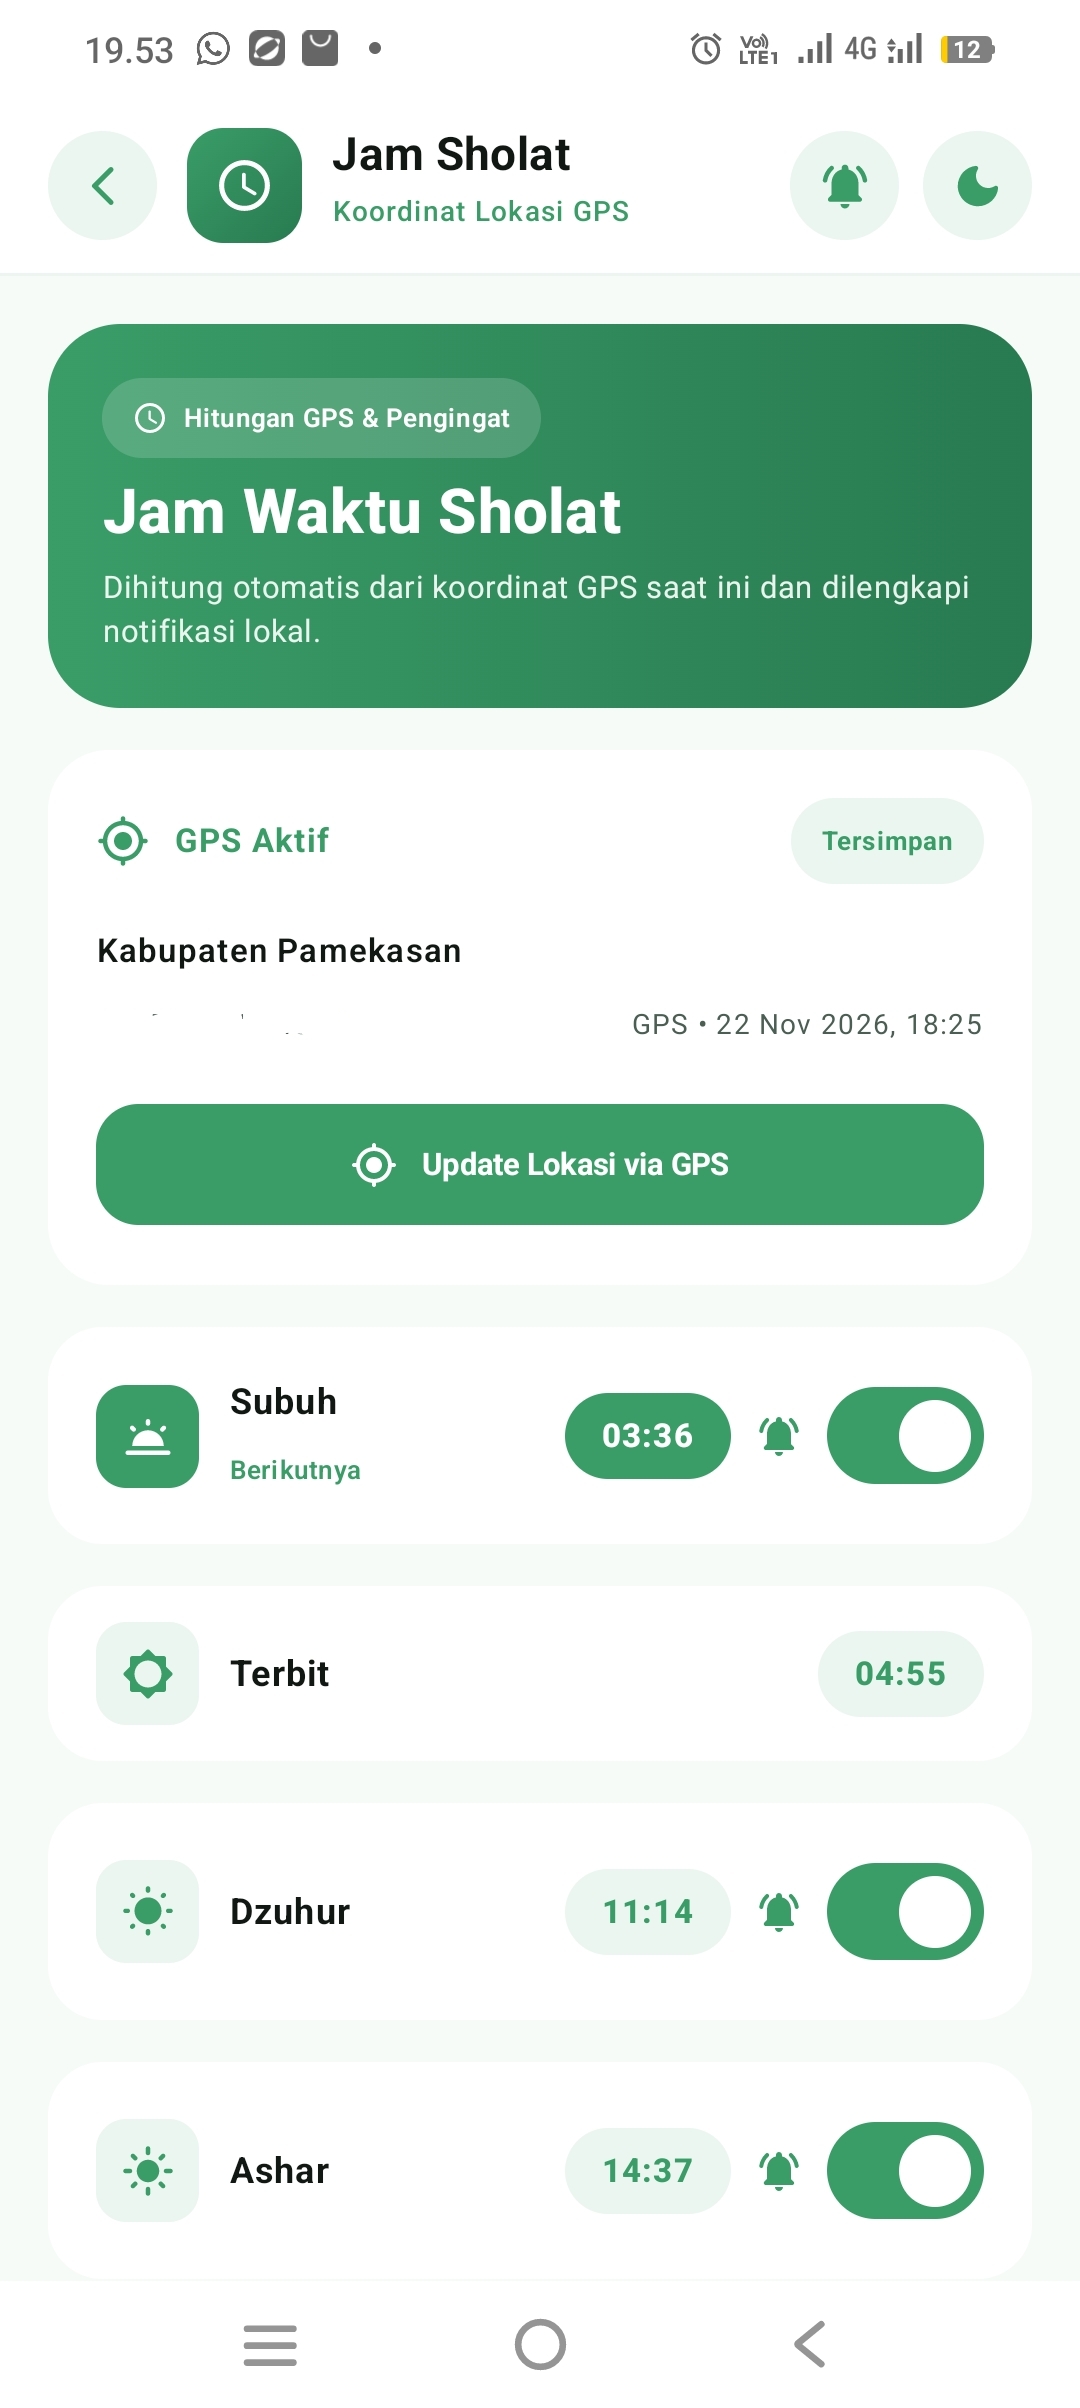 19.53
Vo)) LTE1
4G
12
Jam Sholat
Koordinat Lokasi GPS
Hitungan GPS & Pengingat
Jam Waktu Sholat
Dihitung otomatis dari koordinat GPS saat ini dan dilengkapi
notifikasi lokal.
GPS Aktif
Tersimpan
Kabupaten Pamekasan
GPS • 22 Nov 2026, 18:25
Update Lokasi via GPS
Subuh
Berikutnya
03:36
Terbit
04:55
Dzuhur
11:14
Ashar
14:37